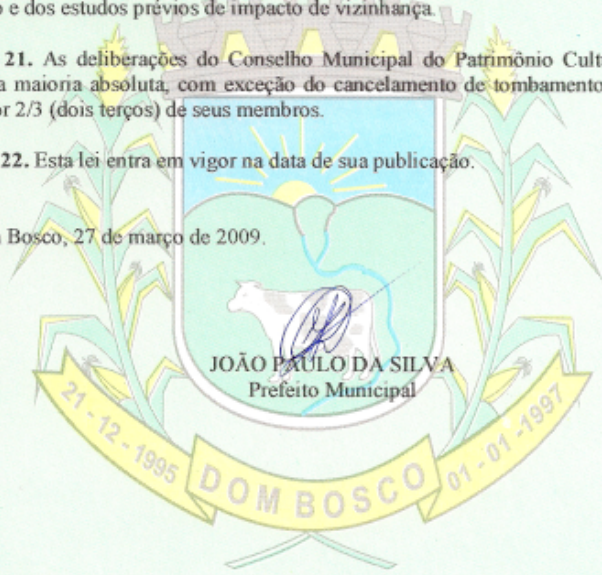 o e dos estudos prévios de impacto de vizinhança.
21. As deliberações do Conselho Municipal do Patrimônio Cult
a maioria absoluta, com exceção do cancelamento de tombamento
or 2/3 (dois terços) de seus membros.
22. Esta lei entra em vigor na data de sua publicação.
Bosco, 27 de março de 2009.
JOÃO PAULO DA SILVA
Prefeito Municipal
21 - 12 - 1995
DOM BOSCO
01 - 01 - 1997